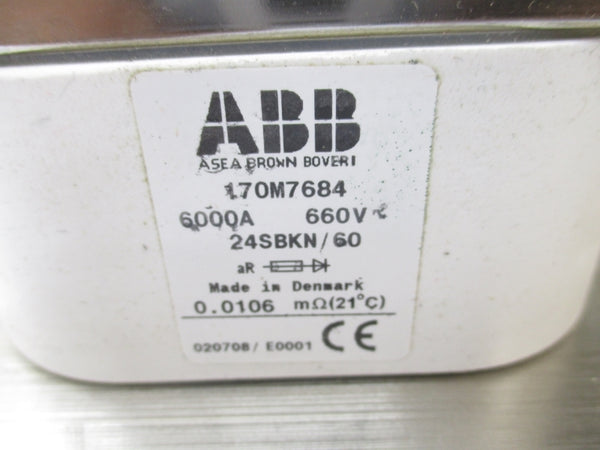 ABB
ASEA BROWN BOVERI
170M7684
6000A 660V~
24SBKN/60
aR
Made in Denmark
0.0106 mΩ(21°C)
020708/E0001 CE